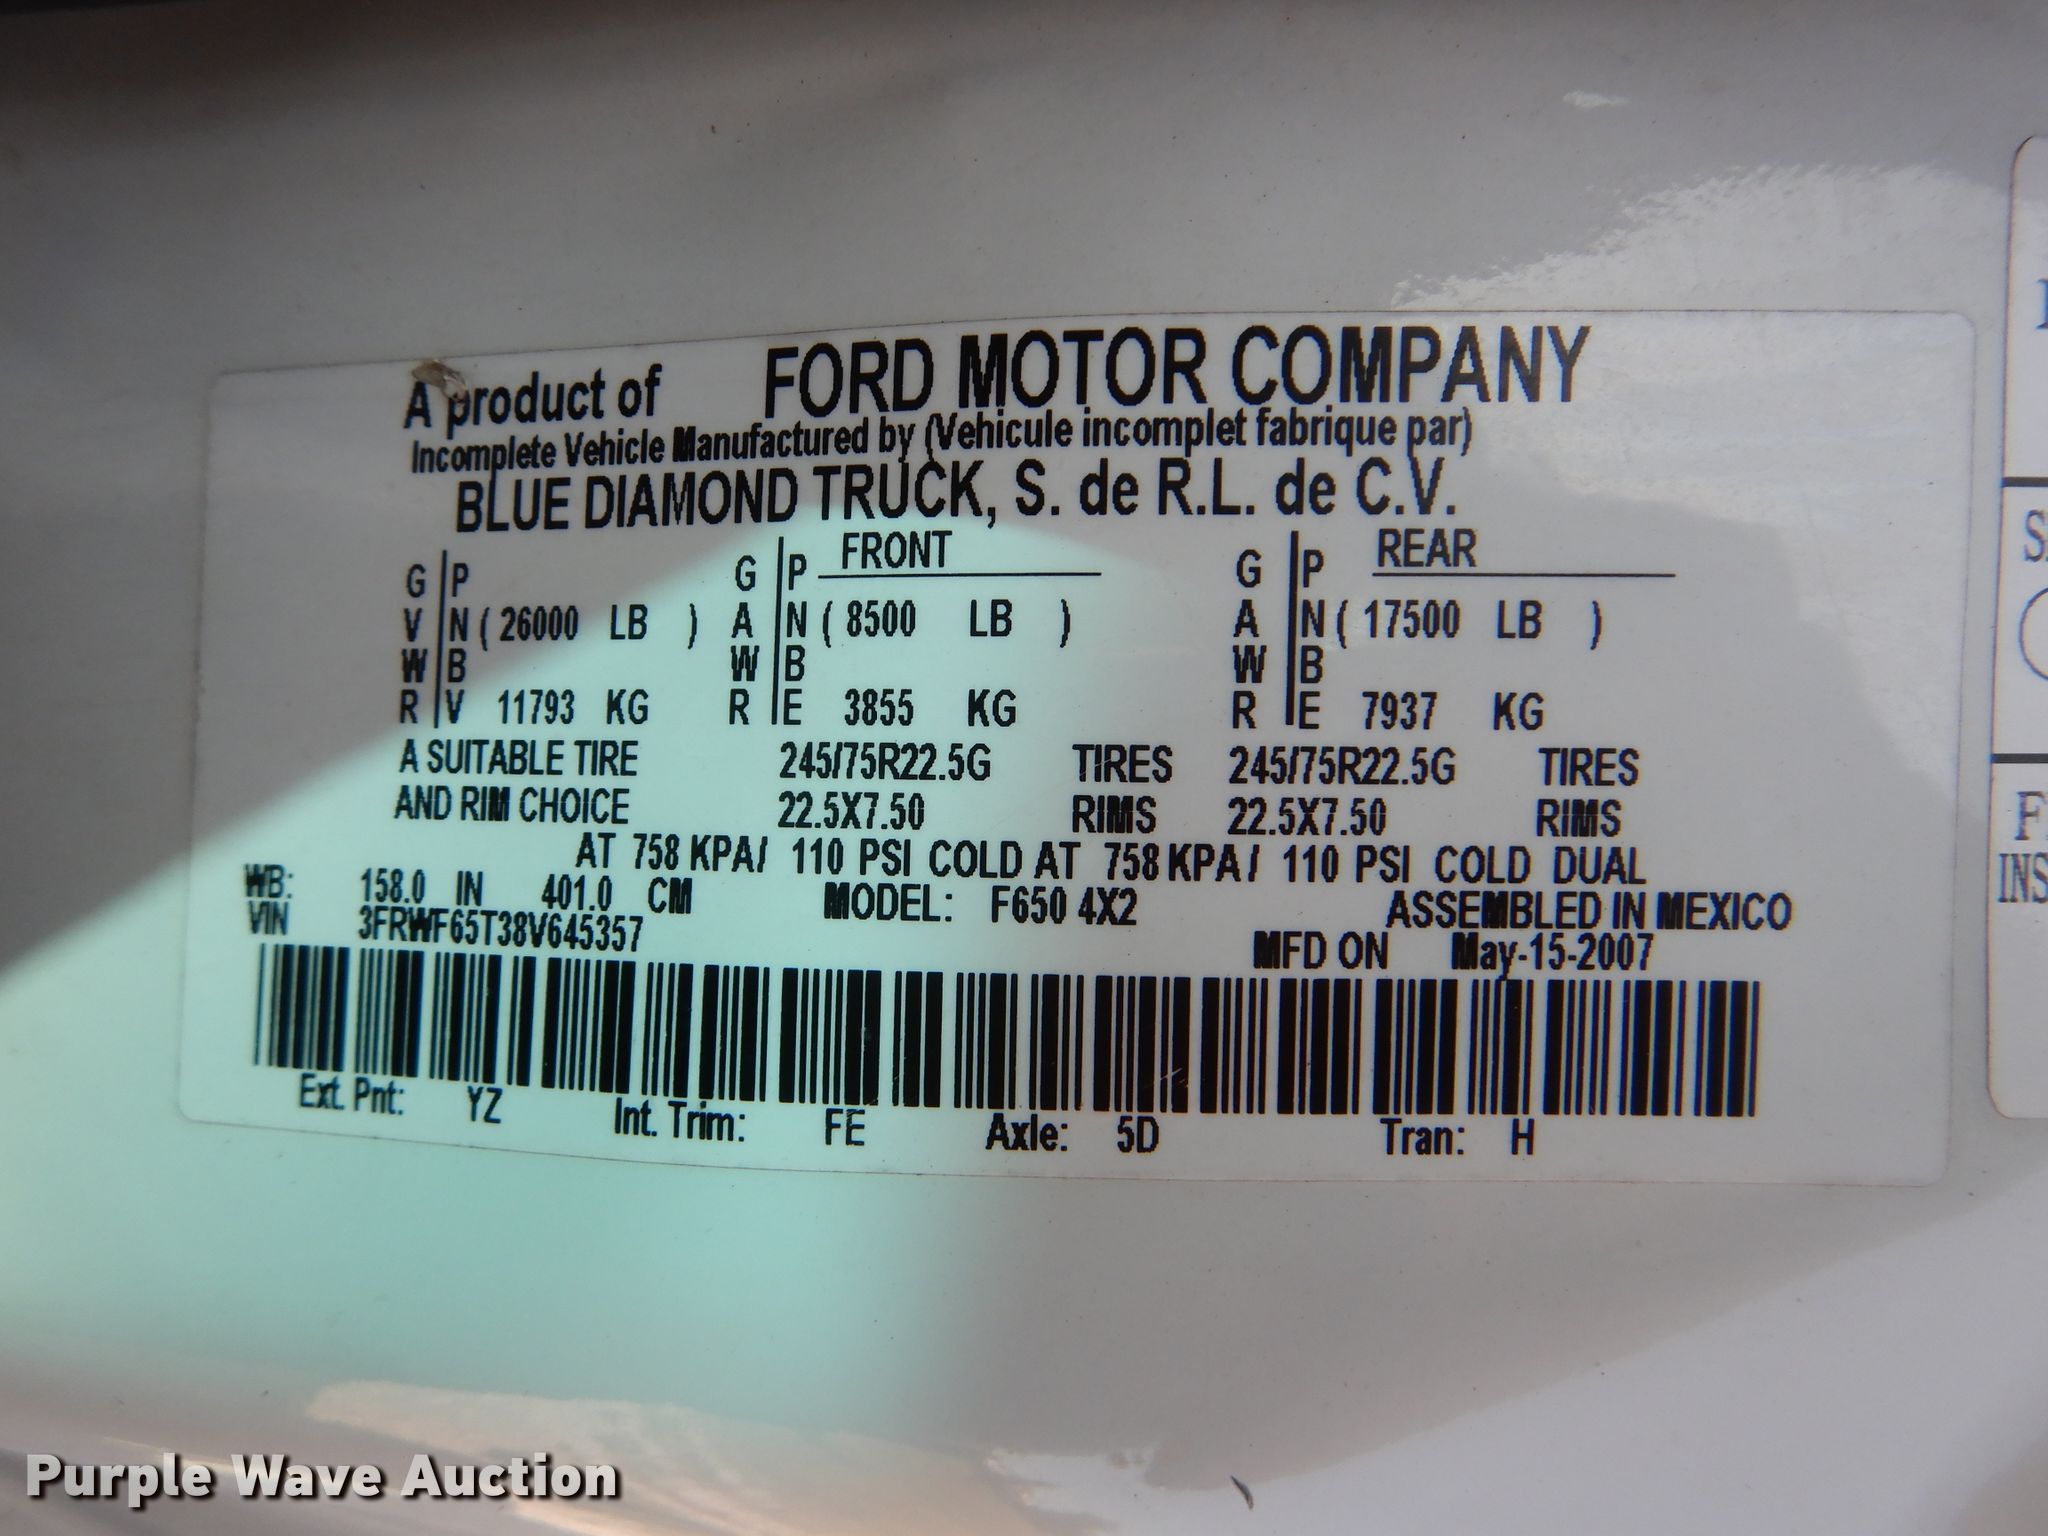 A product of FORD MOTOR COMPANY
Incomplete Vehicle Manufactured by (Vehicule incomplet fabrique par)
BLUE DIAMOND TRUCK, S. de R.L. de C.V.
G P G P FRONT G P REAR
V N ( 26000 LB ) A N ( 8500 LB ) A N ( 17500 LB )
W B W B W B
R V 11793 KG R E 3855 KG R E 7937 KG
A SUITABLE TIRE 245/75R22.5G TIRES 245/75R22.5G TIRES
AND RIM CHOICE 22.5X7.50 RIMS 22.5X7.50 RIMS
AT 758 KPA/ 110 PSI COLD AT 758 KPA/ 110 PSI COLD DUAL
WB: 158.0 IN 401.0 CM MODEL: F650 4X2 ASSEMBLED IN MEXICO
VIN 3FRWF65T38V645357 MFD ON May-15-2007
Ext. Pnt: YZ Int. Trim: FE Axle: 5D Tran: H
Purple Wave Auction